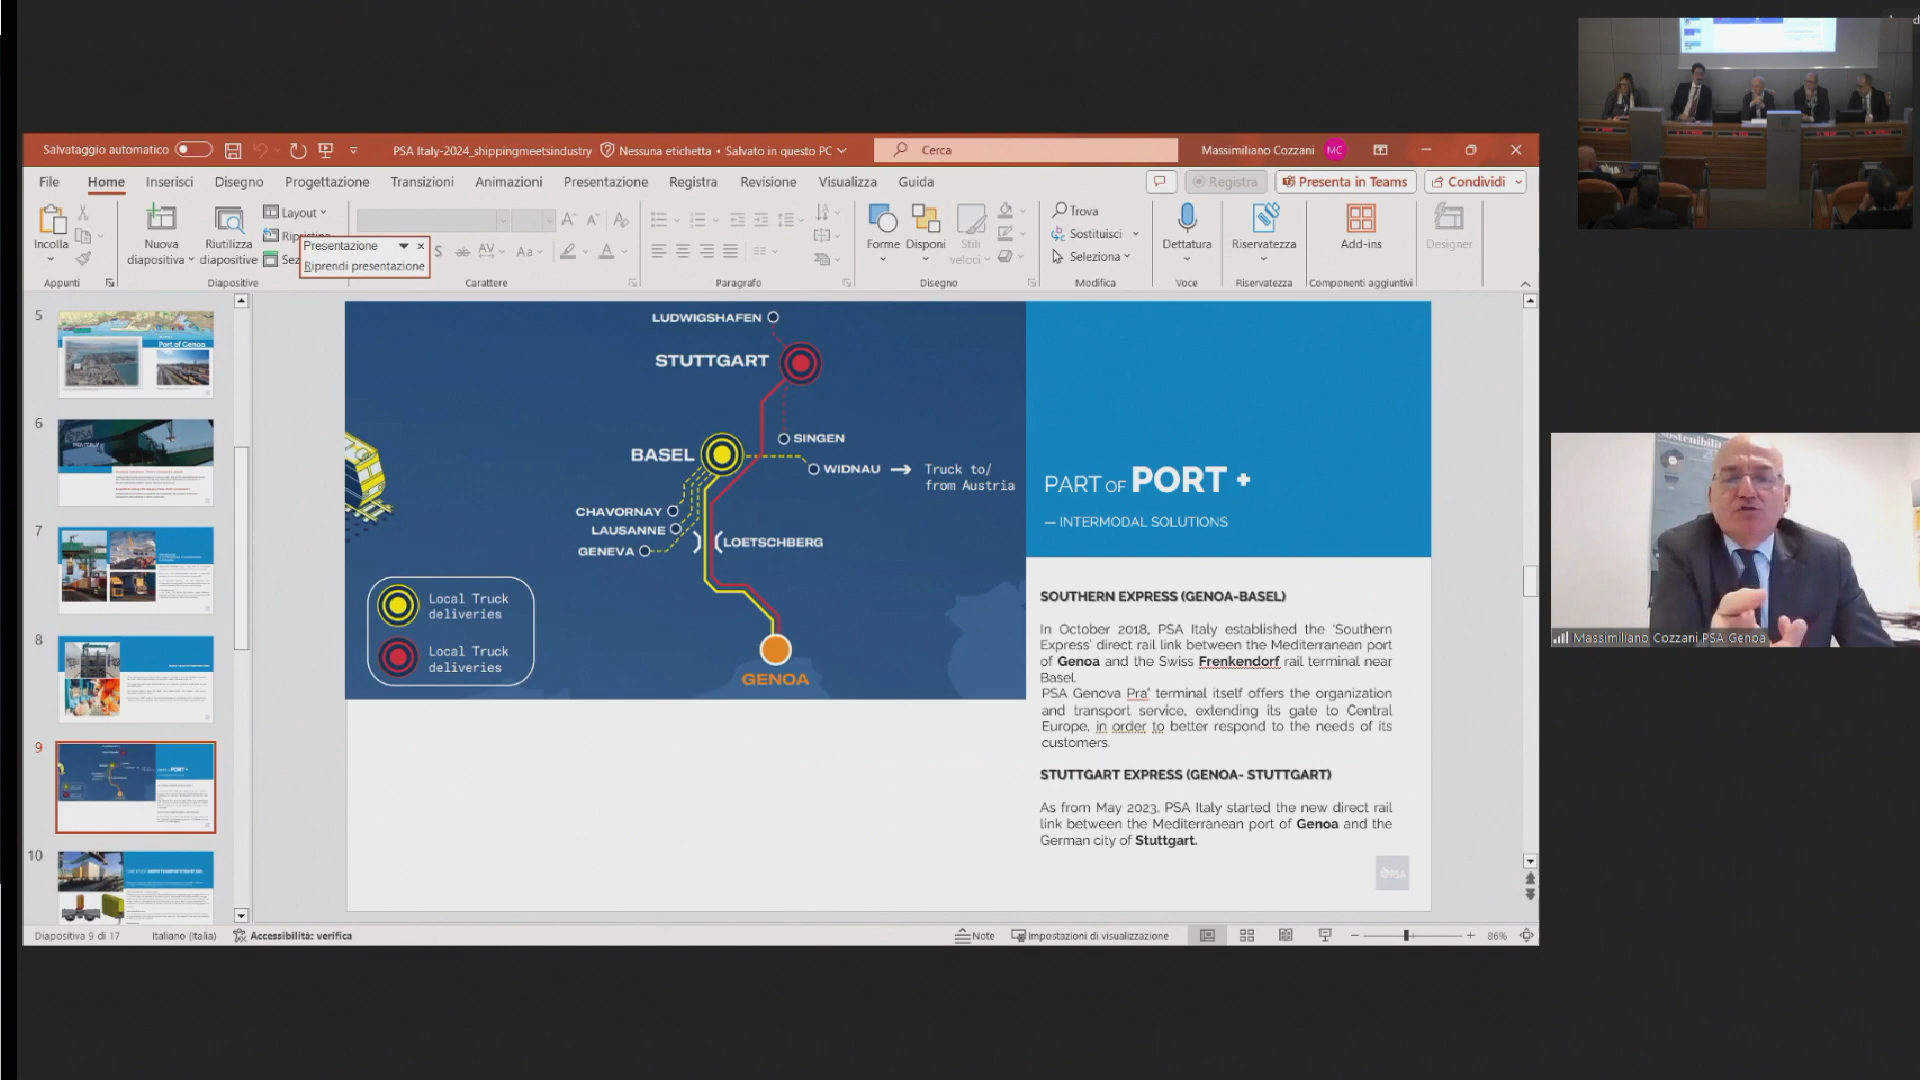 Salvataggio automatico
PSA Italy-2024_shippingmeetsindustry
Nessuna etichetta • Salvato in questo PC
Cerca
Massimiliano Cozzani
MC
File
Home
Inserisci
Disegno
Progettazione
Transizioni
Animazioni
Presentazione
Registra
Revisione
Visualizza
Guida
Registra
Presenta in Teams
Condividi
Incolla
Nuova diapositiva
Riutilizza diapositive
Layout
Presentazione
Riprendi presentazione
Forme
Disponi
Stili veloci
Trova
Sostituisci
Seleziona
Dettatura
Riservatezza
Add-ins
Designer
Appunti
Diapositive
Carattere
Paragrafo
Disegno
Modifica
Voce
Riservatezza
Componenti aggiuntivi
5
Port of Genoa
6
7
8
9
10
LUDWIGSHAFEN
STUTTGART
SINGEN
BASEL
WIDNAU → Truck to/
from Austria
CHAVORNAY
LAUSANNE
GENEVA
LOETSCHBERG
Local Truck
deliveries
Local Truck
deliveries
GENOA
PART OF PORT +
— INTERMODAL SOLUTIONS
SOUTHERN EXPRESS (GENOA-BASEL)
In October 2018, PSA Italy established the 'Southern
Express' direct rail link between the Mediterranean port
of Genoa and the Swiss Frenkendorf rail terminal near
Basel.
PSA Genova Pra' terminal itself offers the organization
and transport service, extending its gate to Central
Europe, in order to better respond to the needs of its
customers.
STUTTGART EXPRESS (GENOA- STUTTGART)
As from May 2023, PSA Italy started the new direct rail
link between the Mediterranean port of Genoa and the
German city of Stuttgart.
PSA
Massimiliano Cozzani PSA Genoa
Diapositiva 9 di 17
Italiano (Italia)
Accessibilità: verifica
Note
Impostazioni di visualizzazione
86%